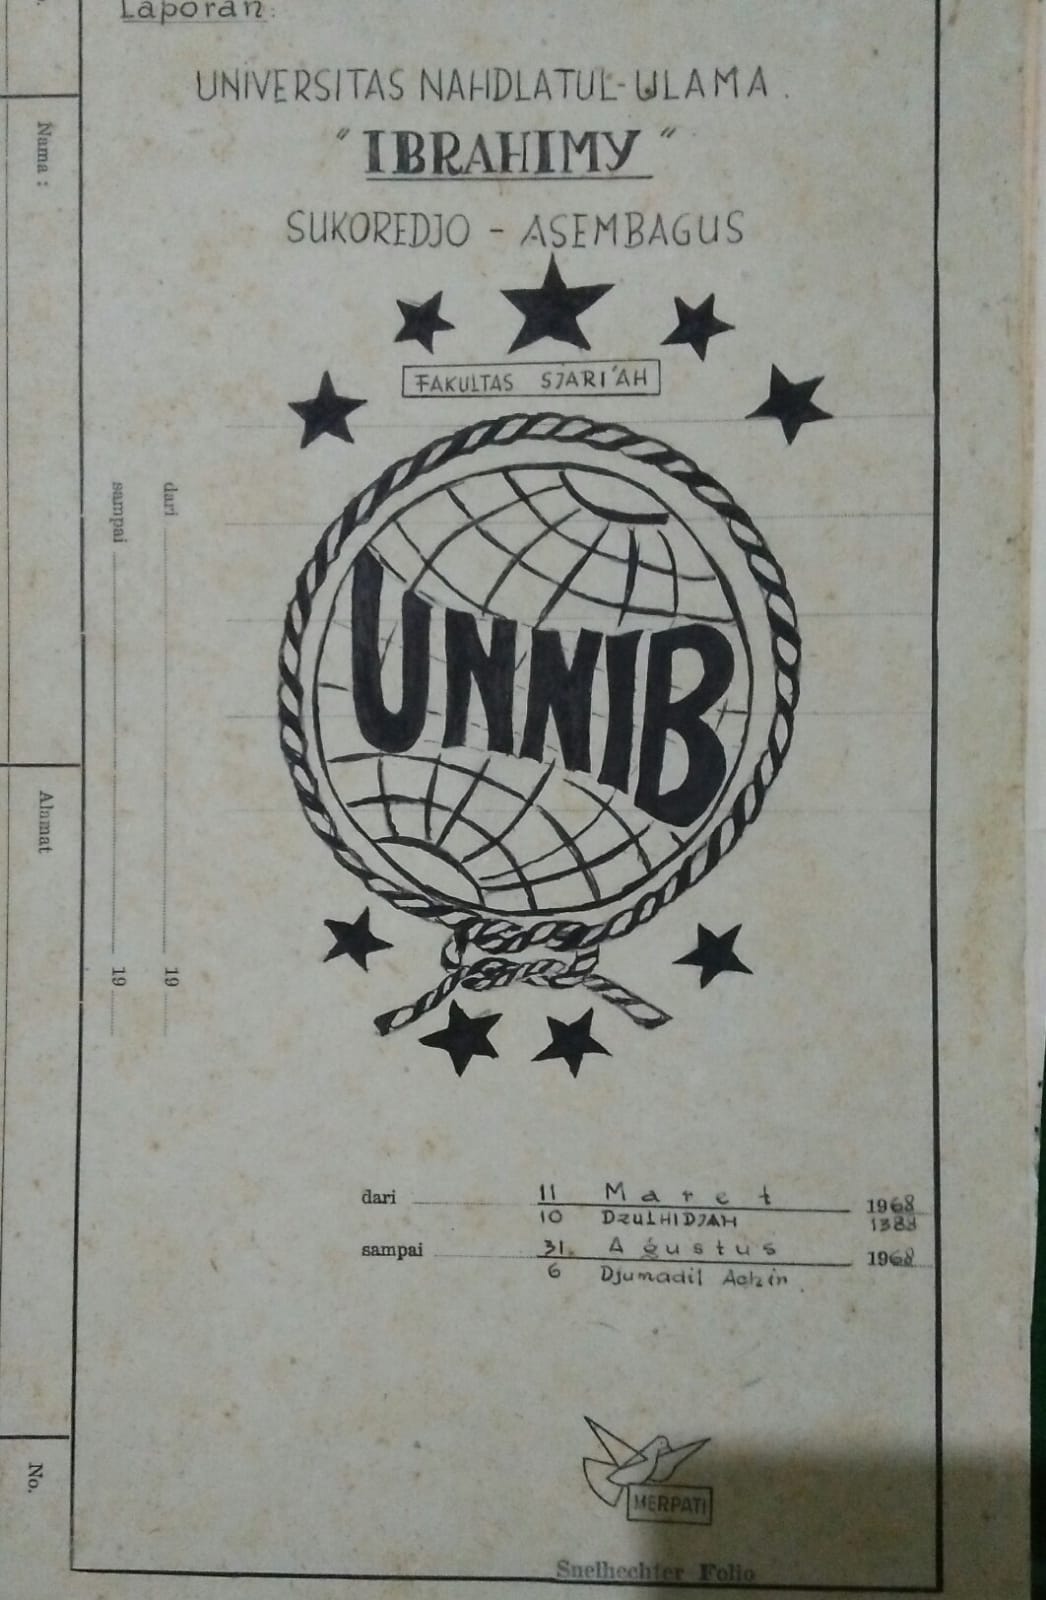 Laporan:
UNIVERSITAS NAHDLATUL-ULAMA.
"IBRAHIMY"
SUKOREDJO - ASEMBAGUS
FAKULTAS SJARI'AH
UNNIB
dari 11 Maret 1968
10 DZULHIDJAH 1388
sampai 31. Agustus 1968
6 Djumadil Achir
MERPATI
Snelhechter Folio
Nama :
Alamat
No.
dari 19
sampai 19